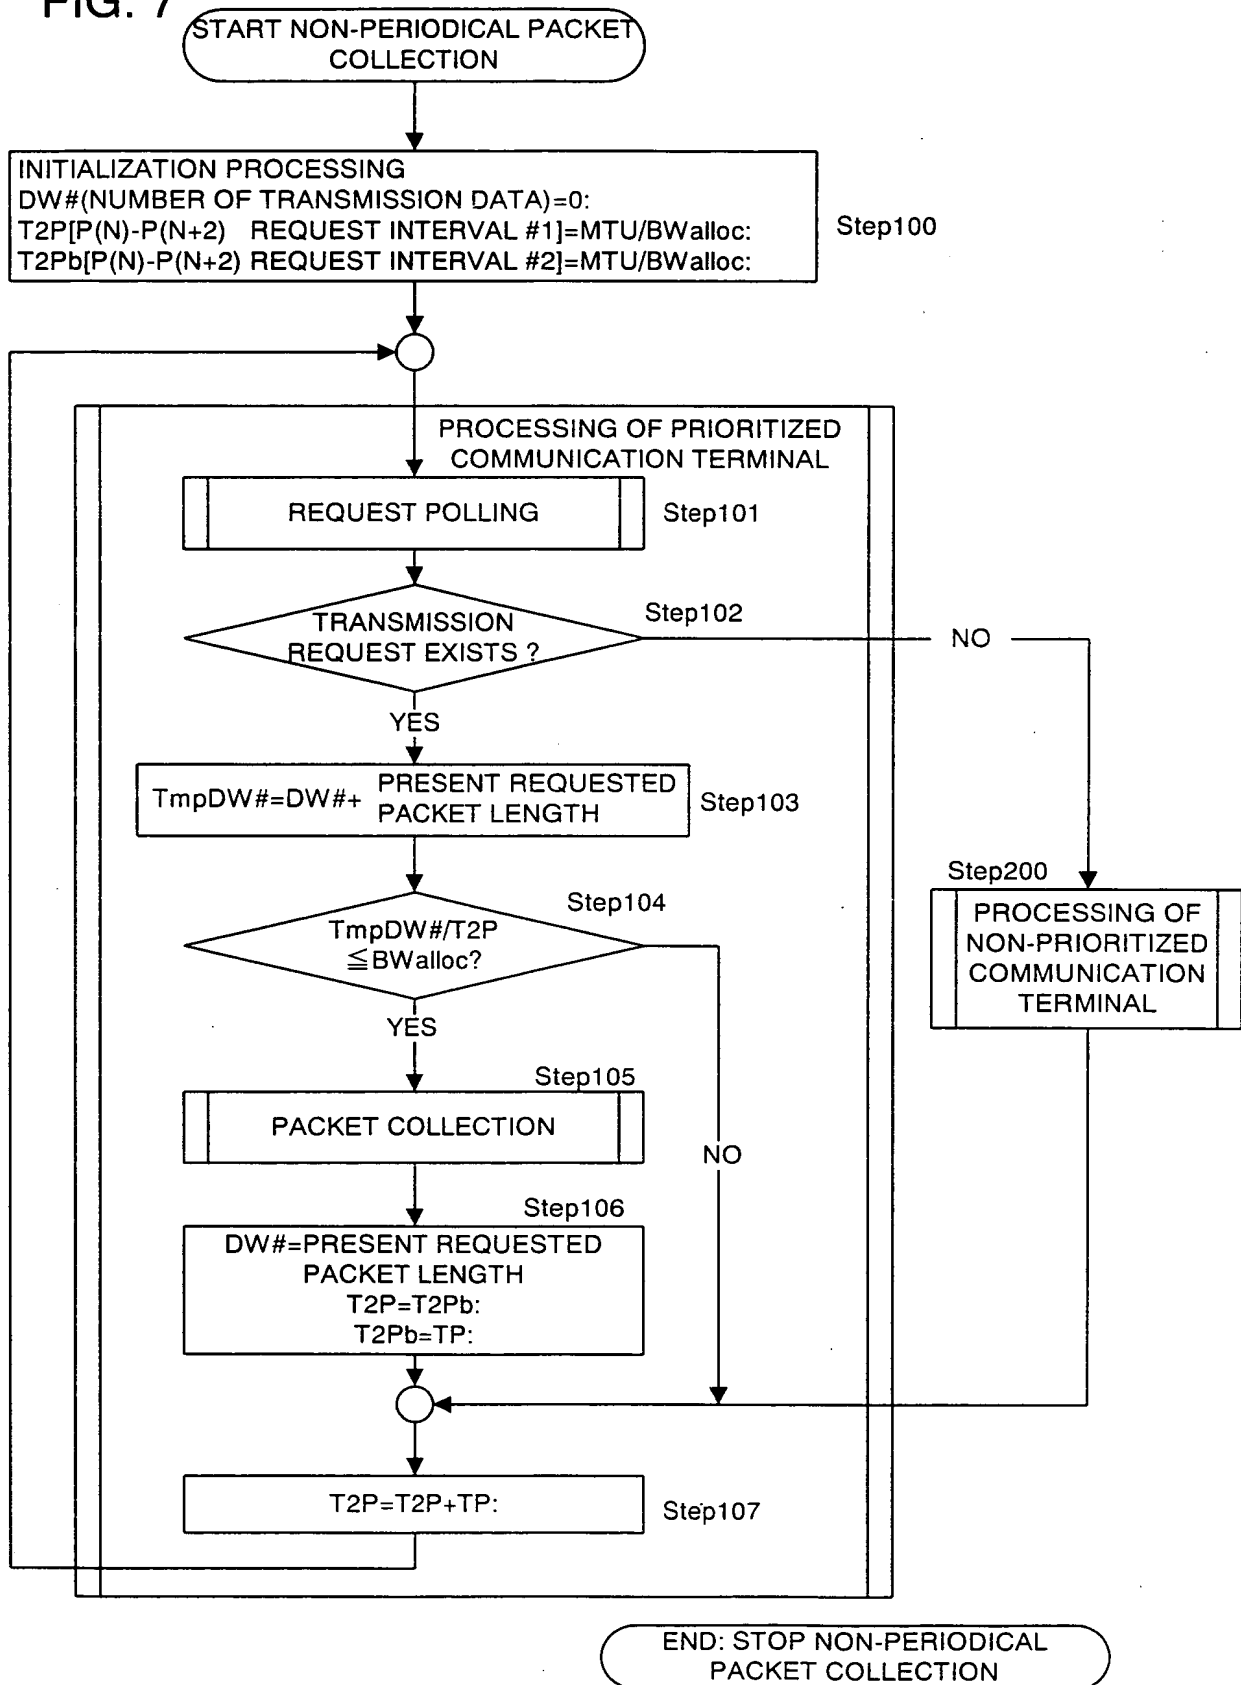 FIG. 7
START NON-PERIODICAL PACKET
COLLECTION
INITIALIZATION PROCESSING
DW#(NUMBER OF TRANSMISSION DATA)=0:
T2P[P(N)-P(N+2) REQUEST INTERVAL #1]=MTU/BWalloc:
T2Pb[P(N)-P(N+2) REQUEST INTERVAL #2]=MTU/BWalloc:
Step100
PROCESSING OF PRIORITIZED
COMMUNICATION TERMINAL
REQUEST POLLING
Step101
TRANSMISSION
REQUEST EXISTS ?
Step102
NO
YES
TmpDW#=DW#+ PRESENT REQUESTED
PACKET LENGTH
Step103
Step104
TmpDW#/T2P
≦BWalloc?
YES
Step200
PROCESSING OF
NON-PRIORITIZED
COMMUNICATION
TERMINAL
Step105
PACKET COLLECTION
NO
Step106
DW#=PRESENT REQUESTED
PACKET LENGTH
T2P=T2Pb:
T2Pb=TP:
T2P=T2P+TP:
Step107
END: STOP NON-PERIODICAL
PACKET COLLECTION